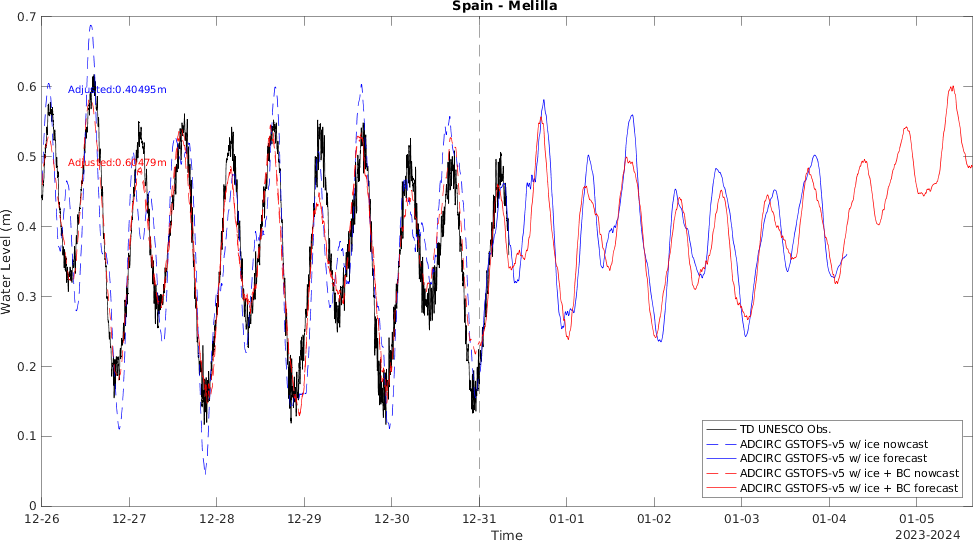 Spain - Melilla
0.7
0.6
0.5
0.4
0.3
0.2
0.1
0
Water Level (m)
Adjusted:0.40495m
Adjusted:0.60479m
TD UNESCO Obs.
ADCIRC GSTOFS-v5 w/ ice nowcast
ADCIRC GSTOFS-v5 w/ ice forecast
ADCIRC GSTOFS-v5 w/ ice + BC nowcast
ADCIRC GSTOFS-v5 w/ ice + BC forecast
12-26 12-27 12-28 12-29 12-30 12-31 01-01 01-02 01-03 01-04 01-05
Time
2023-2024